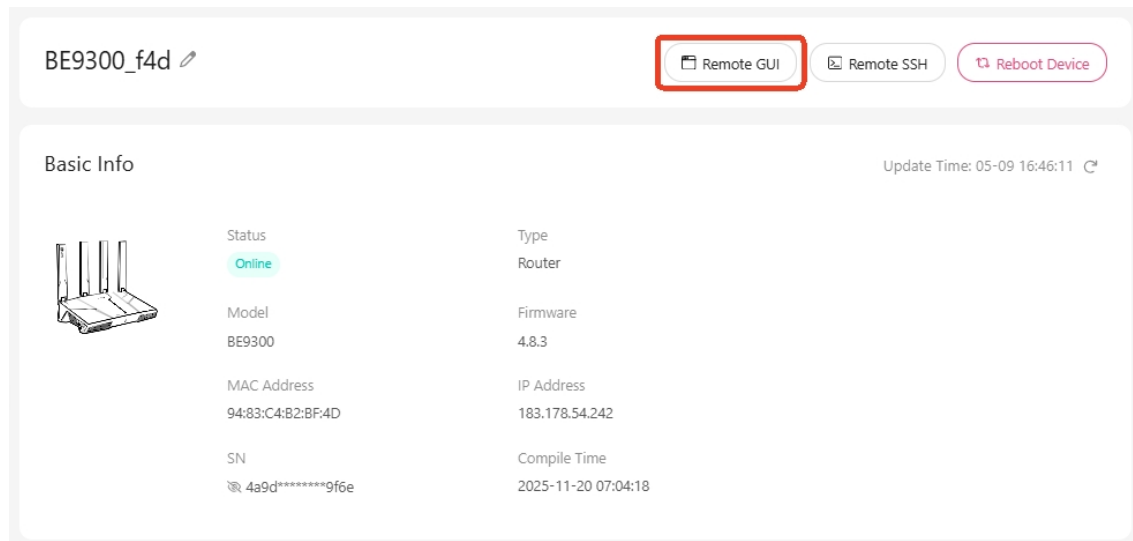 BE9300_f4d
Remote GUI
Remote SSH
Reboot Device
Basic Info
Update Time: 05-09 16:46:11
Status
Type
Online
Router
Model
Firmware
BE9300
4.8.3
MAC Address
IP Address
94:83:C4:B2:BF:4D
183.178.54.242
SN
Compile Time
4a9d********9f6e
2025-11-20 07:04:18